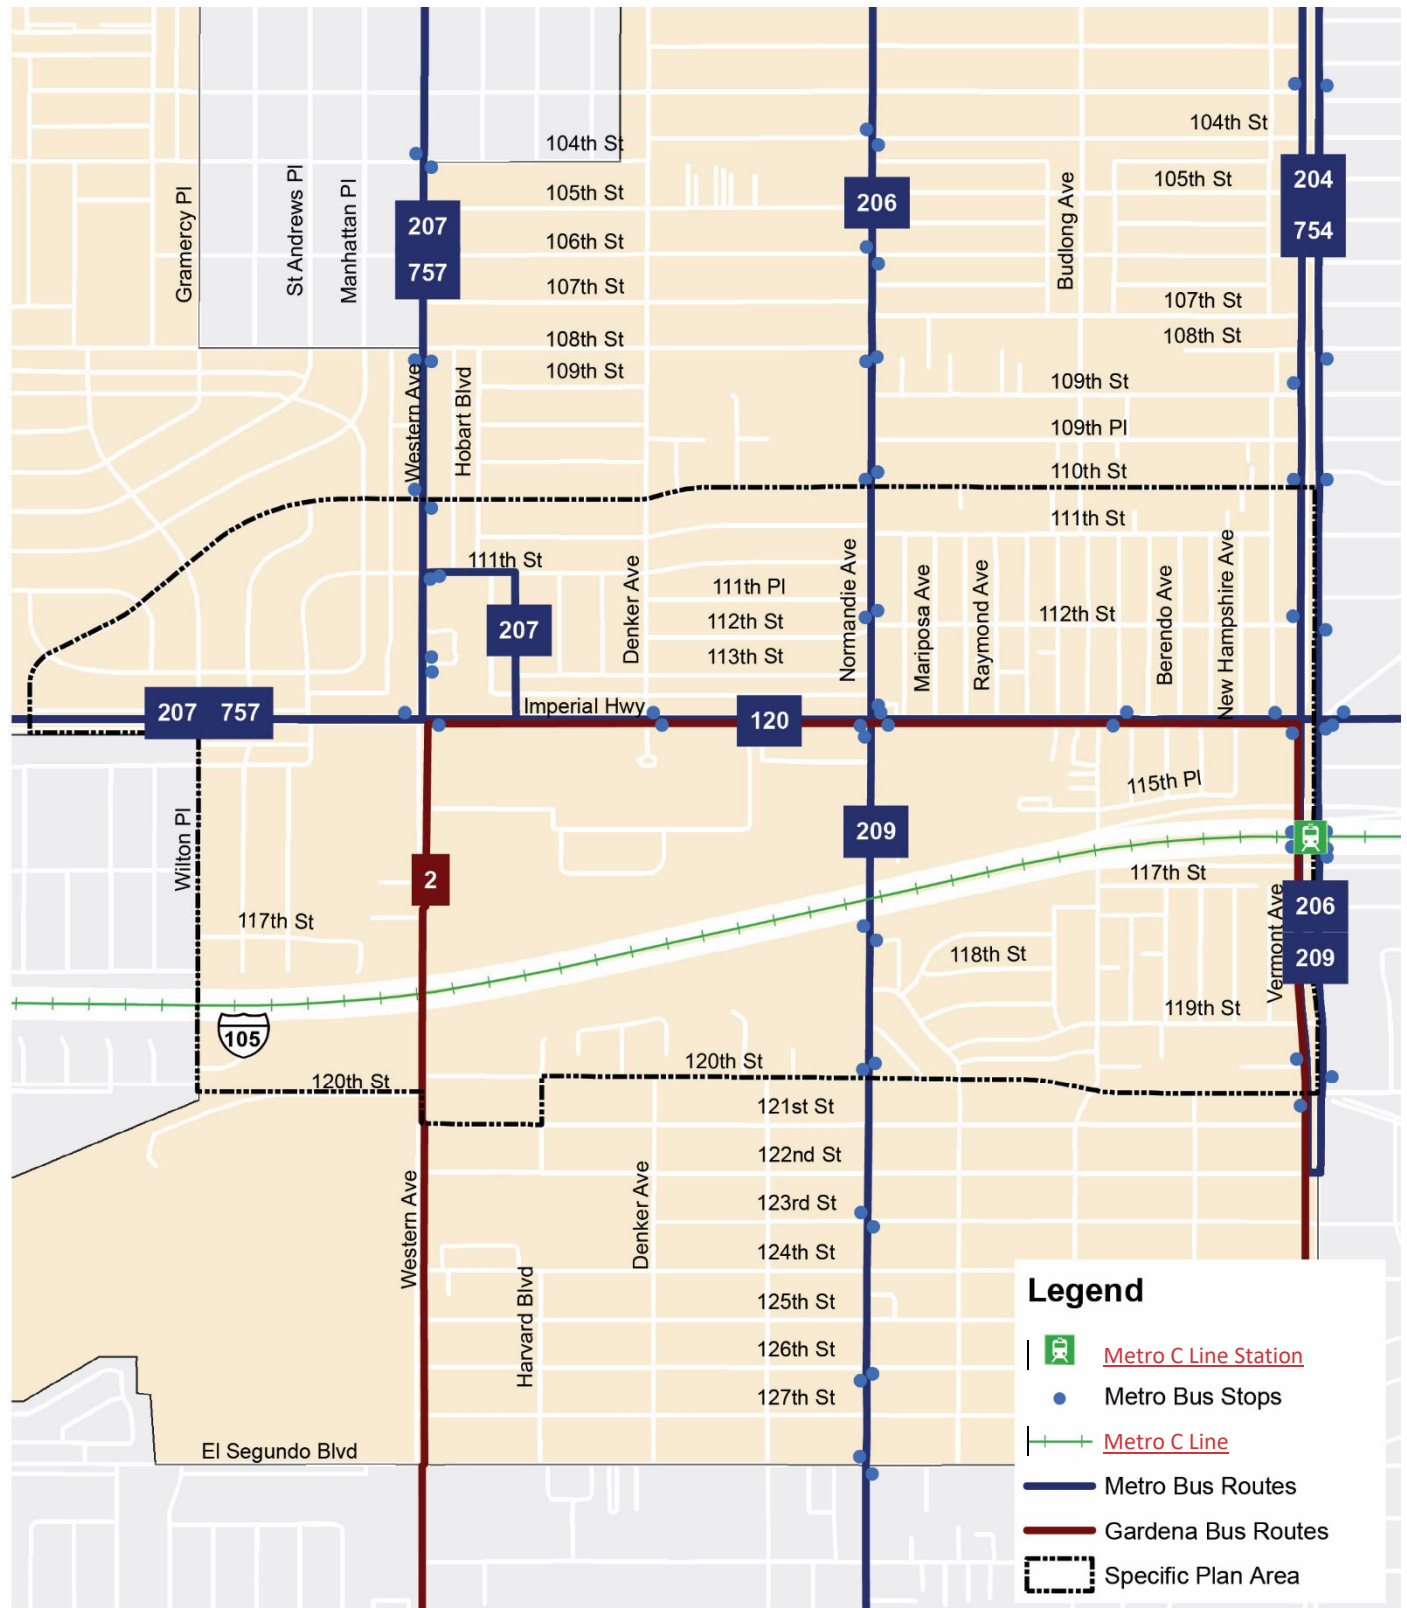 104th St
104th St
105th St
105th St
204
754
206
207
757
Gramercy Pl
St Andrews Pl
Manhattan Pl
Budlong Ave
106th St
107th St
107th St
108th St
108th St
109th St
109th St
Western Ave
Hobart Blvd
109th Pl
110th St
111th St
111th St
111th Pl
112th St
112th St
113th St
207
Denker Ave
Normandie Ave
Mariposa Ave
Raymond Ave
Berendo Ave
New Hampshire Ave
Imperial Hwy
207 757
120
115th Pl
Wilton Pl
209
2
117th St
117th St
206
209
Vermont Ave
118th St
119th St
105
120th St
120th St
121st St
122nd St
123rd St
124th St
125th St
126th St
127th St
Western Ave
Harvard Blvd
Denker Ave
El Segundo Blvd
Legend
Metro C Line Station
Metro Bus Stops
Metro C Line
Metro Bus Routes
Gardena Bus Routes
Specific Plan Area